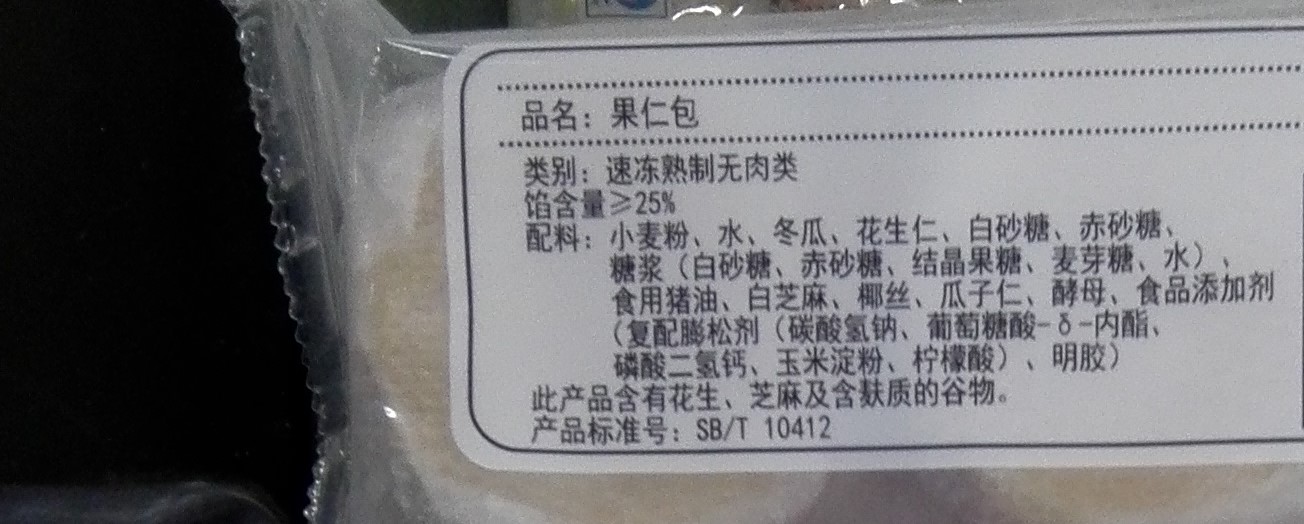 品名：果仁包
类别：速冻熟制无肉类
馅含量≥25%
配料：小麦粉、水、冬瓜、花生仁、白砂糖、赤砂糖、
糖浆（白砂糖、赤砂糖、结晶果糖、麦芽糖、水）、
食用猪油、白芝麻、椰丝、瓜子仁、酵母、食品添加剂
（复配膨松剂（碳酸氢钠、葡萄糖酸-δ-内酯、
磷酸二氢钙、玉米淀粉、柠檬酸）、明胶）
此产品含有花生、芝麻及含麸质的谷物。
产品标准号：SB/T 10412